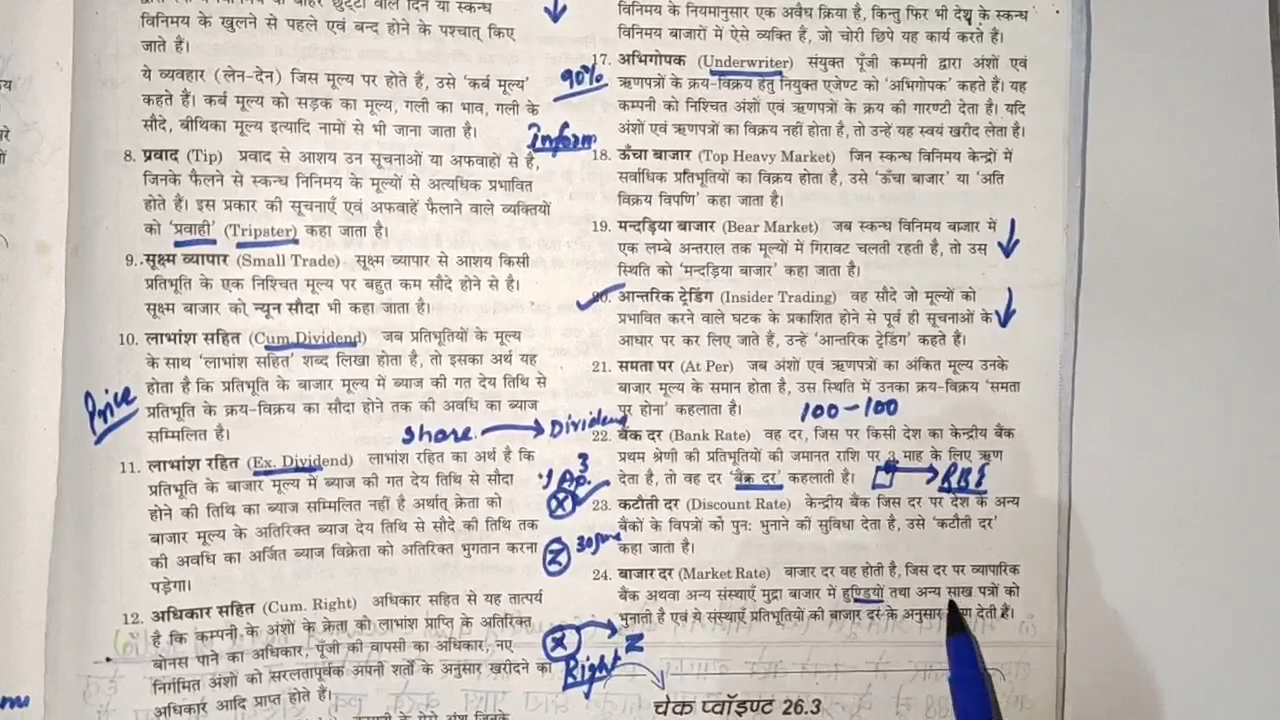 विनिमय के खुलने से पहले एवं बन्द होने के पश्चात् किए
जाते हैं।
ये व्यवहार (लेन-देन) जिस मूल्य पर होते हैं, उसे 'कर्ब मूल्य'
कहते हैं। कर्ब मूल्य को सड़क का मूल्य, गली का भाव, गली के
सौदे, बीथिका मूल्य इत्यादि नामों से भी जाना जाता है।
8. प्रवाद (Tip) प्रवाद से आशय उन सूचनाओं या अफवाहों से है,
जिनके फैलने से स्कन्ध निनिमय के मूल्यों से अत्यधिक प्रभावित
होते हैं। इस प्रकार की सूचनाएँ एवं अफवाहें फैलाने वाले व्यक्तियों
को 'प्रवाही' (Tripster) कहा जाता है।
9. सूक्ष्म व्यापार (Small Trade) सूक्ष्म व्यापार से आशय किसी
प्रतिभूति के एक निश्चित मूल्य पर बहुत कम सौदे होने से है।
सूक्ष्म बाजार को न्यून सौदा भी कहा जाता है।
10. लाभांश सहित (Cum Dividend) जब प्रतिभूतियों के मूल्य
के साथ 'लाभांश सहित' शब्द लिखा होता है, तो इसका अर्थ यह
होता है कि प्रतिभूति के बाजार मूल्य में ब्याज की गत देय तिथि से
प्रतिभूति के क्रय-विक्रय का सौदा होने तक की अवधि का ब्याज
सम्मिलित है।
Price
Share Dividend
11. लाभांश रहित (Ex. Dividend) लाभांश रहित का अर्थ है कि
प्रतिभूति के बाजार मूल्य में ब्याज की गत देय तिथि से सौदा
होने की तिथि का ब्याज सम्मिलित नहीं है अर्थात् क्रेता को
बाजार मूल्य के अतिरिक्त ब्याज देय तिथि से सौदे की तिथि तक
की अवधि का अर्जित ब्याज विक्रेता को अतिरिक्त भुगतान करना
पड़ेगा।
12. अधिकार सहित (Cum. Right) अधिकार सहित से यह तात्पर्य
है कि कम्पनी के अंशों के क्रेता को लाभांश प्राप्ति के अतिरिक्त
बोनस पाने का अधिकार, पूंजी की वापसी का अधिकार, नए
निर्गमित अंशों को सरलतापूर्वक अपनी शर्तों के अनुसार खरीदने का
अधिकार आदि प्राप्त होते हैं।
विनिमय के नियमानुसार एक अवैध क्रिया है, किन्तु फिर भी देश के स्कन्ध
विनिमय बाजारों में ऐसे व्यक्ति हैं, जो चोरी छिपे यह कार्य करते हैं।
17. अभिगोपक (Underwriter) संयुक्त पूँजी कम्पनी द्वारा अंशों एवं
ऋणपत्रों के क्रय-विक्रय हेतु नियुक्त एजेण्ट को 'अभिगोपक' कहते हैं। यह
कम्पनी को निश्चित अंशों एवं ऋणपत्रों के क्रय की गारण्टी देता है। यदि
अंशों एवं ऋणपत्रों का विक्रय नहीं होता है, तो उन्हें यह स्वयं खरीद लेता है।
90%
Inform
18. ऊँचा बाजार (Top Heavy Market) जिन स्कन्ध विनिमय केन्द्रों में
सर्वाधिक प्रतिभूतियों का विक्रय होता है, उसे 'ऊँचा बाजार' या 'अति
विक्रय विपणि' कहा जाता है।
19. मन्दड़िया बाजार (Bear Market) जब स्कन्ध विनिमय बाजार में
एक लम्बे अन्तराल तक मूल्यों में गिरावट चलती रहती है, तो उस
स्थिति को 'मन्दड़िया बाजार' कहा जाता है।
20. आन्तरिक ट्रेडिंग (Insider Trading) वह सौदे जो मूल्यों को
प्रभावित करने वाले घटक के प्रकाशित होने से पूर्व ही सूचनाओं के
आधार पर कर लिए जाते हैं, उन्हें 'आन्तरिक ट्रेडिंग' कहते हैं।
21. समता पर (At Per) जब अंशों एवं ऋणपत्रों का अंकित मूल्य उनके
बाजार मूल्य के समान होता है, उस स्थिति में उनका क्रय-विक्रय 'समता
पर होना' कहलाता है। 100-100
22. बैंक दर (Bank Rate) वह दर, जिस पर किसी देश का केन्द्रीय बैंक
प्रथम श्रेणी की प्रतिभूतियों की जमानत राशि पर 3 माह के लिए ऋण
देता है, तो वह दर 'बैंक दर' कहलाती है। RBI
23. कटौती दर (Discount Rate) केन्द्रीय बैंक जिस दर पर देश के अन्य
बैंकों के विपत्रों को पुन: भुनाने की सुविधा देता है, उसे 'कटौती दर'
कहा जाता है।
24. बाजार दर (Market Rate) बाजार दर वह होती है, जिस दर पर व्यापारिक
बैंक अथवा अन्य संस्थाएँ मुद्रा बाजार में हुण्डियों तथा अन्य साख पत्रों को
भुनाती है एवं ये संस्थाएँ प्रतिभूतियों की बाजार दर के अनुसार देती हैं।
X Z
Right
चेक प्वॉइण्ट 26.3